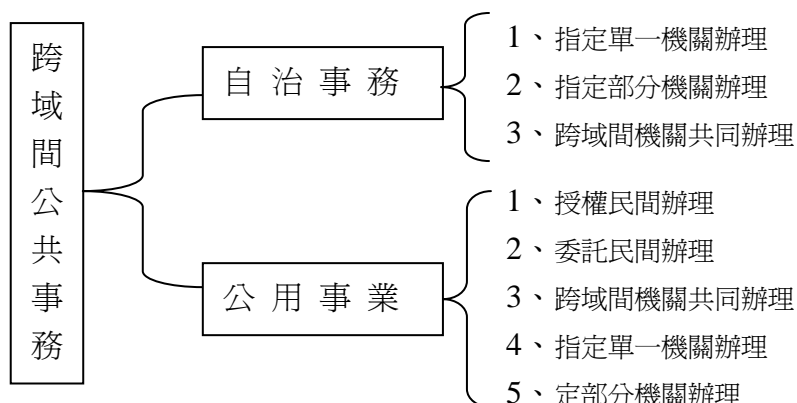 跨域間公共事務
自治事務
1、指定單一機關辦理
2、指定部分機關辦理
3、跨域間機關共同辦理
公用事業
1、授權民間辦理
2、委託民間辦理
3、跨域間機關共同辦理
4、指定單一機關辦理
5、定部分機關辦理